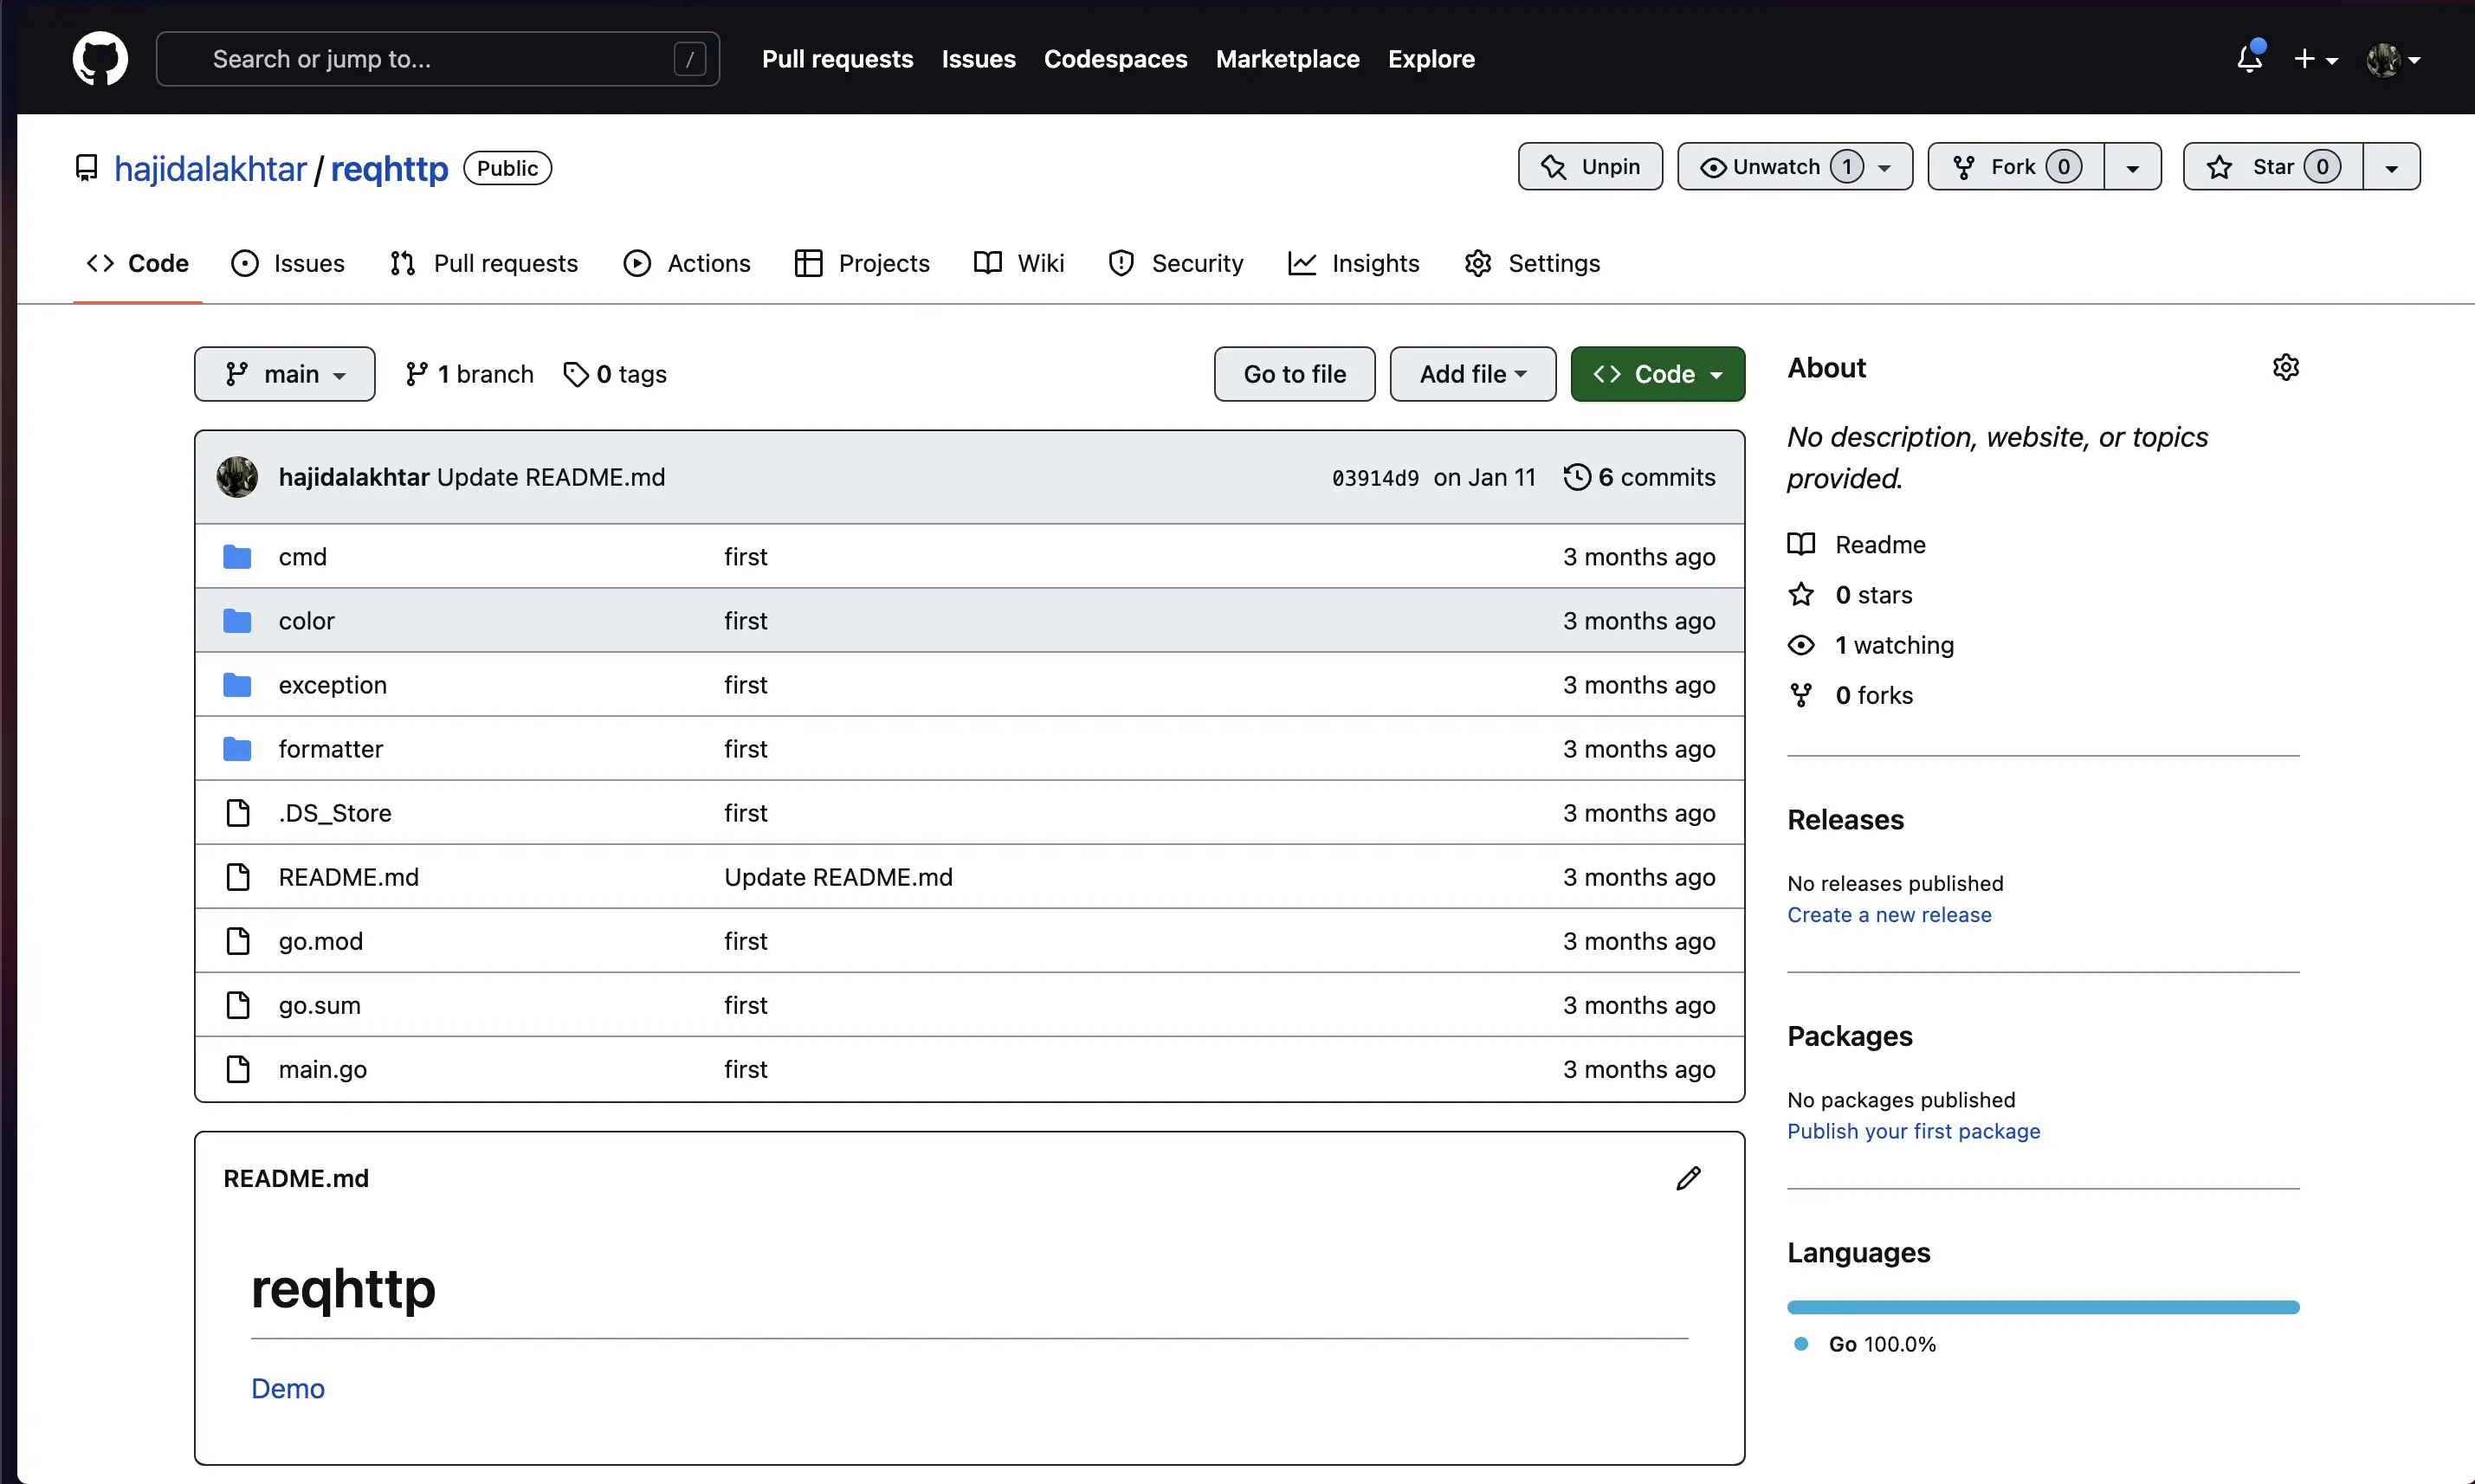 Search or jump to... /
Pull requests Issues Codespaces Marketplace Explore
hajidalakhtar / reqhttp Public
Unpin Unwatch 1 Fork 0 Star 0
Code Issues Pull requests Actions Projects Wiki Security Insights Settings
main 1 branch 0 tags
Go to file Add file Code
hajidalakhtar Update README.md 03914d9 on Jan 11 6 commits
cmd first 3 months ago
color first 3 months ago
exception first 3 months ago
formatter first 3 months ago
.DS_Store first 3 months ago
README.md Update README.md 3 months ago
go.mod first 3 months ago
go.sum first 3 months ago
main.go first 3 months ago
README.md
reqhttp
Demo
About
No description, website, or topics
provided.
Readme
0 stars
1 watching
0 forks
Releases
No releases published
Create a new release
Packages
No packages published
Publish your first package
Languages
Go 100.0%